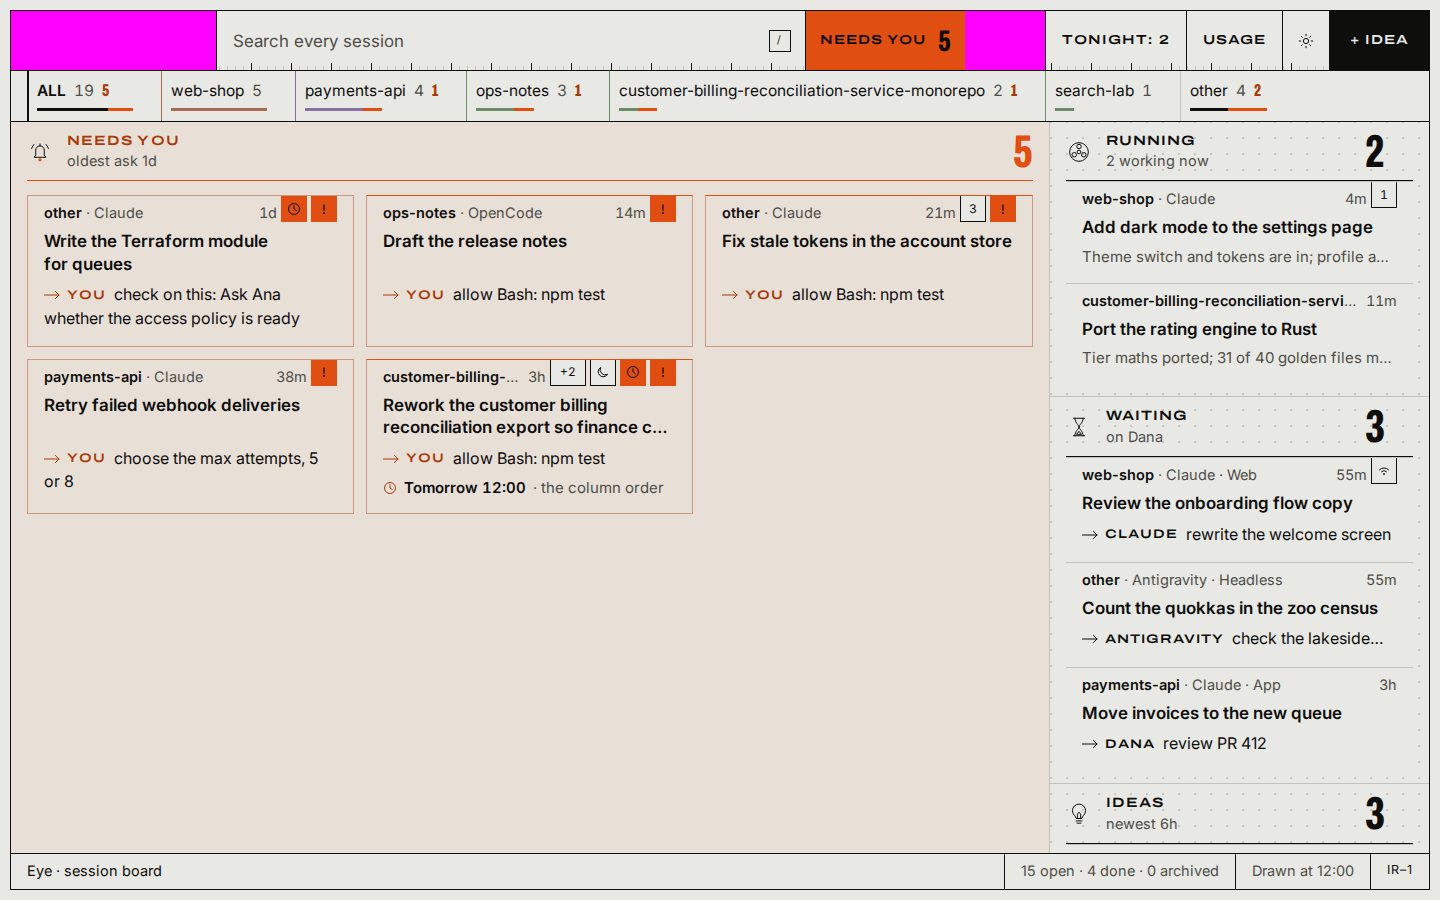 Search every session
/
NEEDS YOU 5
TONIGHT: 2
USAGE
+ IDEA
ALL 19 5
web-shop 5
payments-api 4 1
ops-notes 3 1
customer-billing-reconciliation-service-monorepo 2 1
search-lab 1
other 4 2
NEEDS YOU
oldest ask 1d
5
other · Claude 1d !
Write the Terraform module
for queues
→ YOU check on this: Ask Ana
whether the access policy is ready
ops-notes · OpenCode 14m !
Draft the release notes
→ YOU allow Bash: npm test
other · Claude 21m 3 !
Fix stale tokens in the account store
→ YOU allow Bash: npm test
payments-api · Claude 38m !
Retry failed webhook deliveries
→ YOU choose the max attempts, 5
or 8
customer-billing-... 3h +2 !
Rework the customer billing
reconciliation export so finance c...
→ YOU allow Bash: npm test
Tomorrow 12:00 · the column order
RUNNING
2 working now
2
web-shop · Claude 4m 1
Add dark mode to the settings page
Theme switch and tokens are in; profile a...
customer-billing-reconciliation-servi... 11m
Port the rating engine to Rust
Tier maths ported; 31 of 40 golden files m...
WAITING
on Dana
3
web-shop · Claude · Web 55m
Review the onboarding flow copy
→ CLAUDE rewrite the welcome screen
other · Antigravity · Headless 55m
Count the quokkas in the zoo census
→ ANTIGRAVITY check the lakeside...
payments-api · Claude · App 3h
Move invoices to the new queue
→ DANA review PR 412
IDEAS
newest 6h
3
Eye · session board
15 open · 4 done · 0 archived
Drawn at 12:00
IR-1